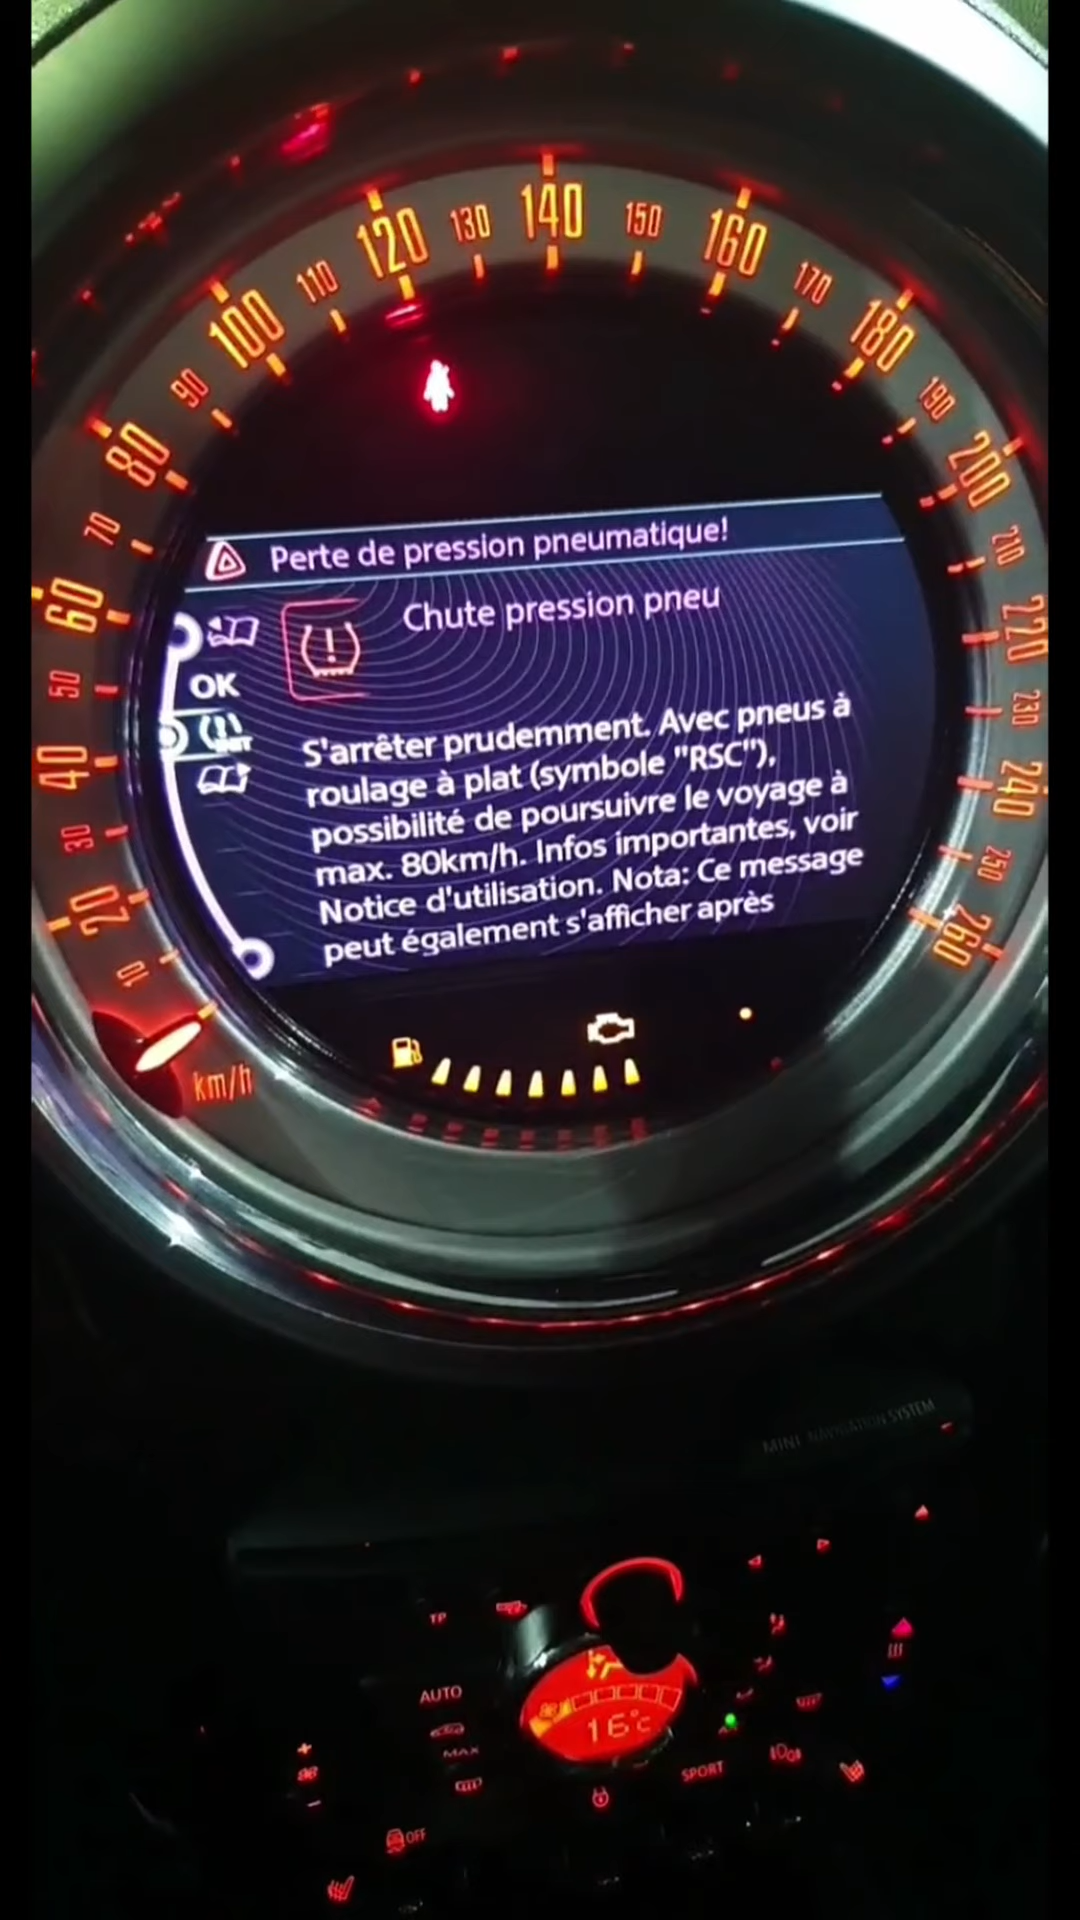 140
130
150
120
160
110
170
100
180
90
190
80
200
70
210
60
220
50
230
40
240
30
250
20
260
10
km/h
Perte de pression pneumatique!
Chute pression pneu
OK
S'arrêter prudemment. Avec pneus à
roulage à plat (symbole "RSC"),
possibilité de poursuivre le voyage à
max. 80km/h. Infos importantes, voir
Notice d'utilisation. Nota: Ce message
peut également s'afficher après
MINI NAVIGATION SYSTEM
TP
AUTO
MAX
16°c
SPORT
OFF